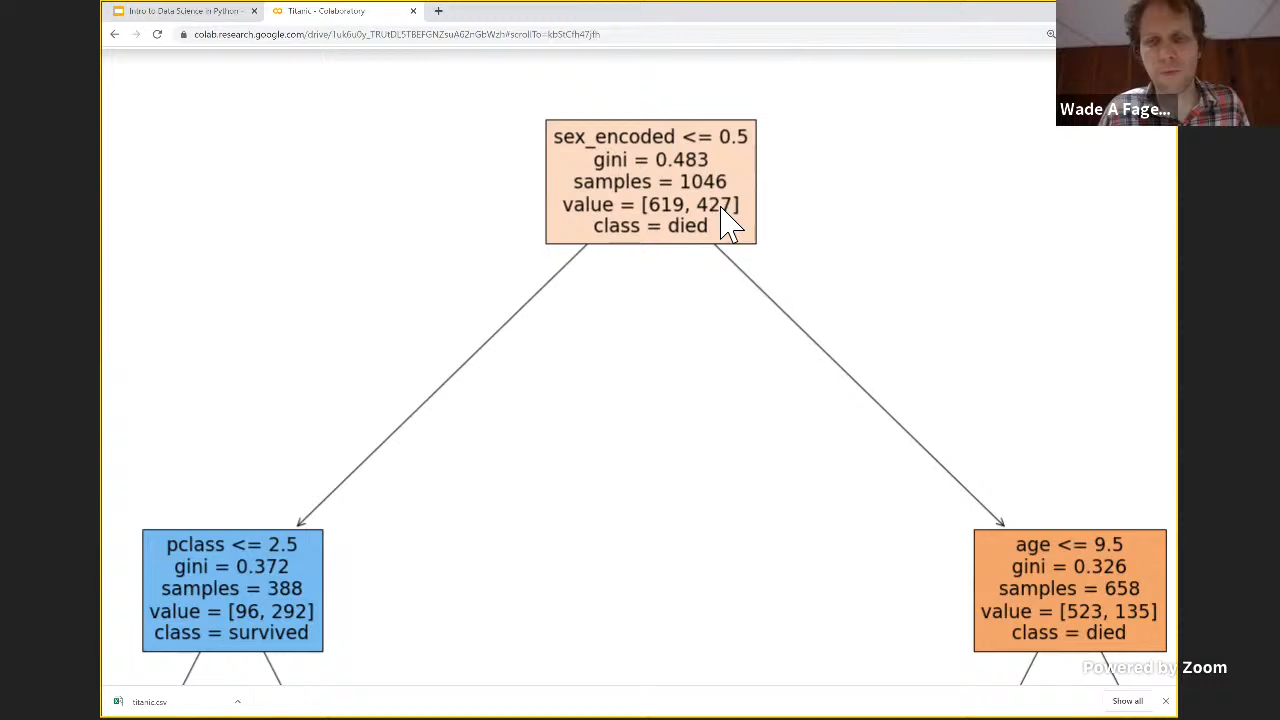 Intro to Data Science in Python -
Titanic - Colaboratory
colab.research.google.com/drive/1uk6u0y_TRUtDL5TBEFGNZsuA6ZnGbWzh#scrollTo=kbStCfh47jfh
Wade A Fage...
sex_encoded <= 0.5
gini = 0.483
samples = 1046
value = [619, 427]
class = died
pclass <= 2.5
gini = 0.372
samples = 388
value = [96, 292]
class = survived
age <= 9.5
gini = 0.326
samples = 658
value = [523, 135]
class = died
Powered by Zoom
titanic.csv
Show all